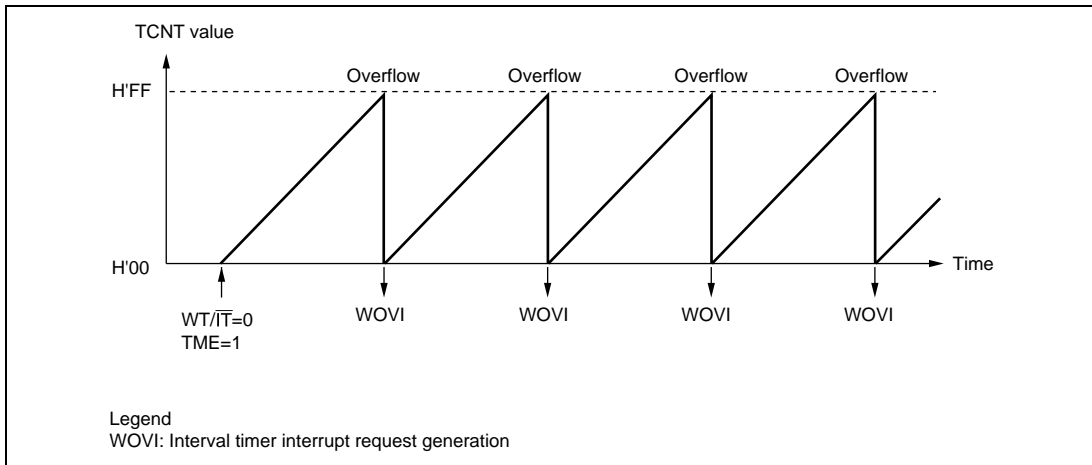 TCNT value
Overflow Overflow Overflow Overflow
H'FF
H'00
Time
WT/I̅T̅=0
TME=1
WOVI WOVI WOVI WOVI
Legend
WOVI: Interval timer interrupt request generation